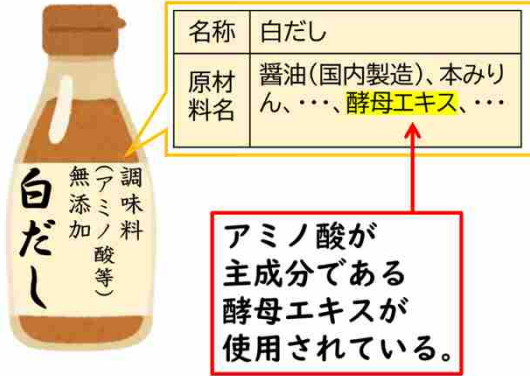 名称 白だし
原材料名 醤油(国内製造)、本みり
ん、・・・、酵母エキス、・・・
調味料
(アミノ酸等)
無添加
白だし
アミノ酸が
主成分である
酵母エキスが
使用されている。